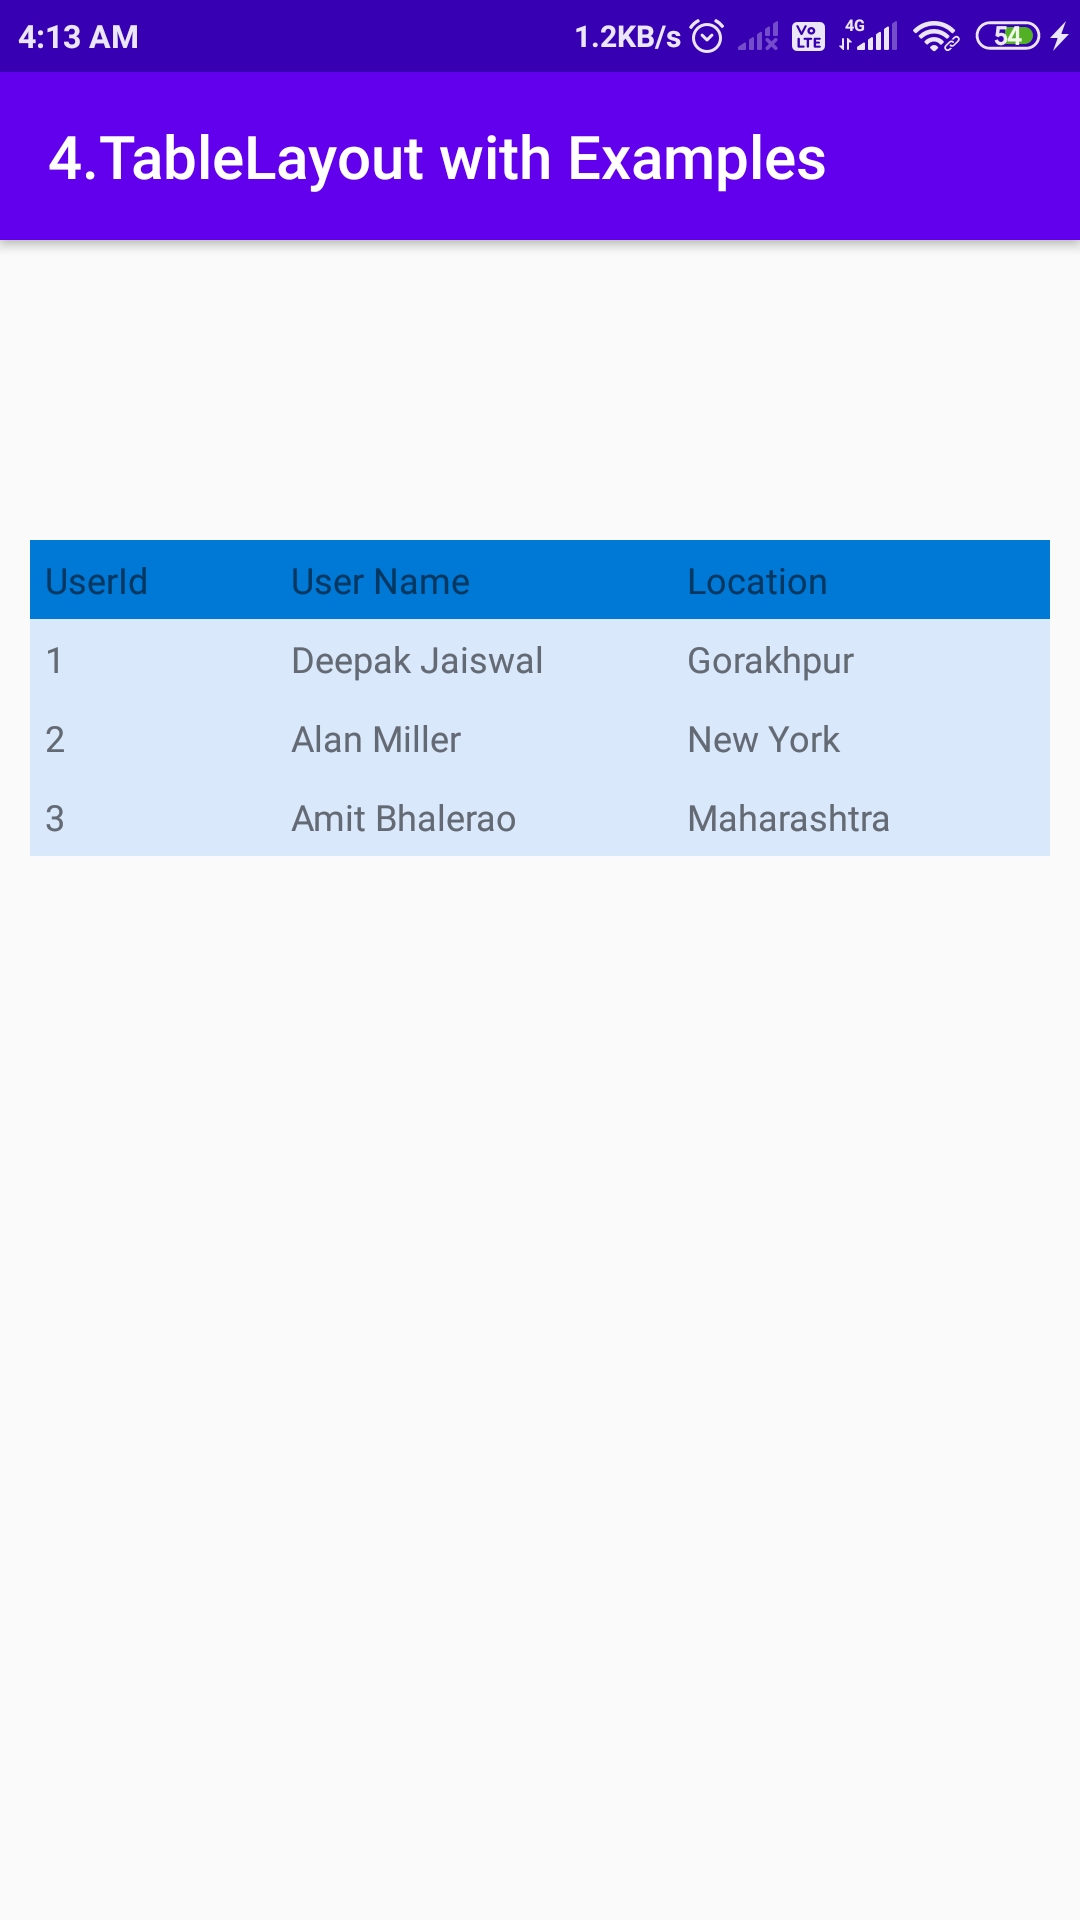 4:13 AM 1.2KB/s Vo LTE 4G 54
4.TableLayout with Examples
UserId User Name Location
1 Deepak Jaiswal Gorakhpur
2 Alan Miller New York
3 Amit Bhalerao Maharashtra